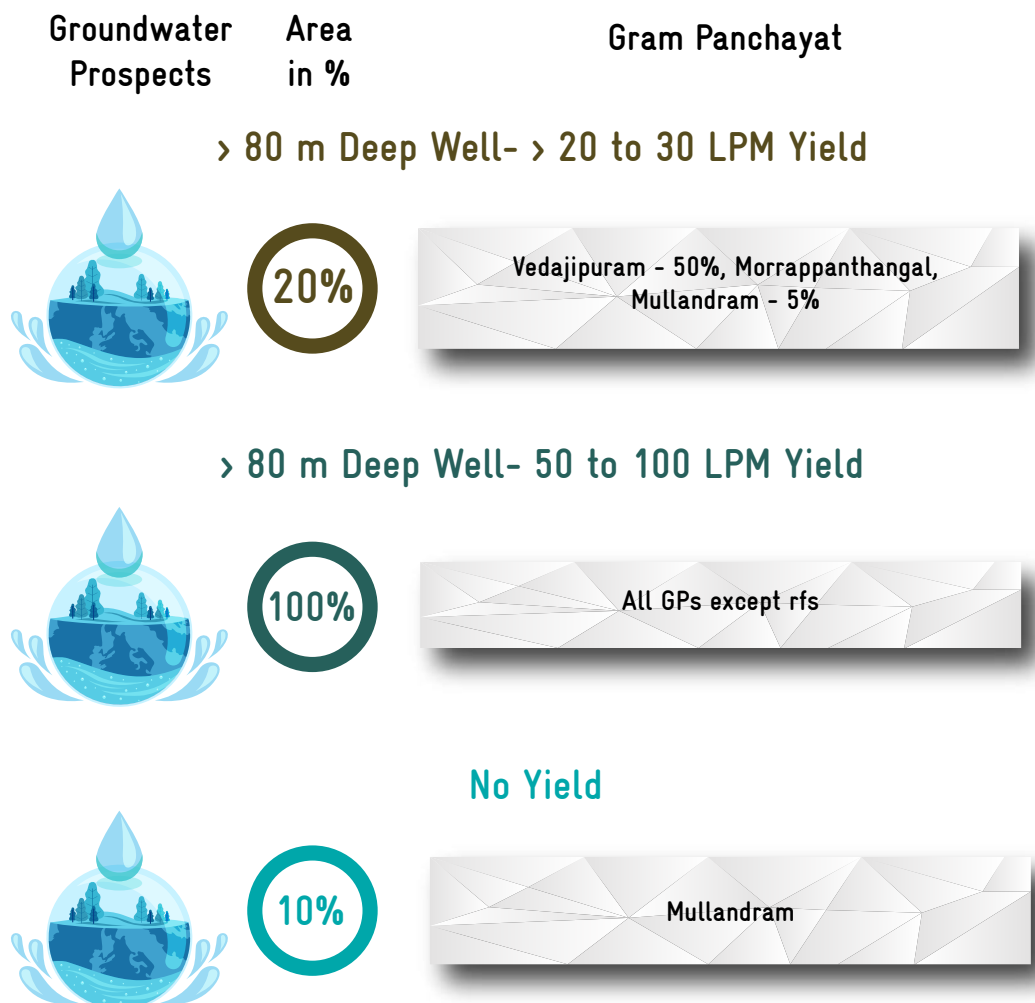 Groundwater Prospects
Area in %
Gram Panchayat
› 80 m Deep Well- › 20 to 30 LPM Yield
20%
Vedajipuram - 50%, Morrappanthangal,
Mullandram - 5%
› 80 m Deep Well- 50 to 100 LPM Yield
100%
All GPs except rfs
No Yield
10%
Mullandram